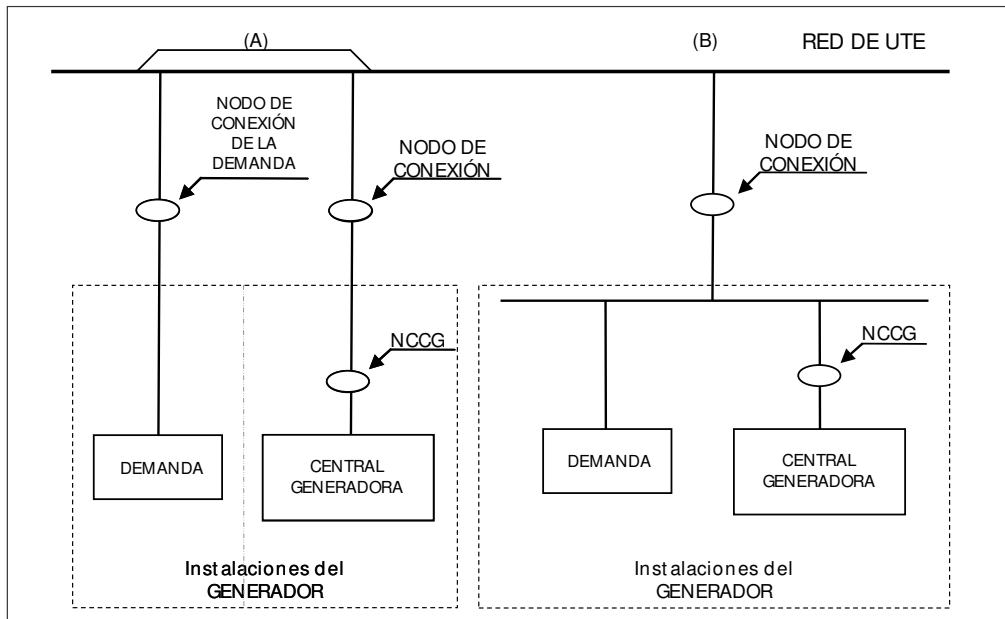 (A)
(B)
RED DE UTE
NODO DE
CONEXIÓN
DE LA
DEMANDA
NODO DE
CONEXIÓN
NODO DE
CONEXIÓN
NCCG
NCCG
DEMANDA
CENTRAL
GENERADORA
DEMANDA
CENTRAL
GENERADORA
Instalaciones del
GENERADOR
Instalaciones del
GENERADOR